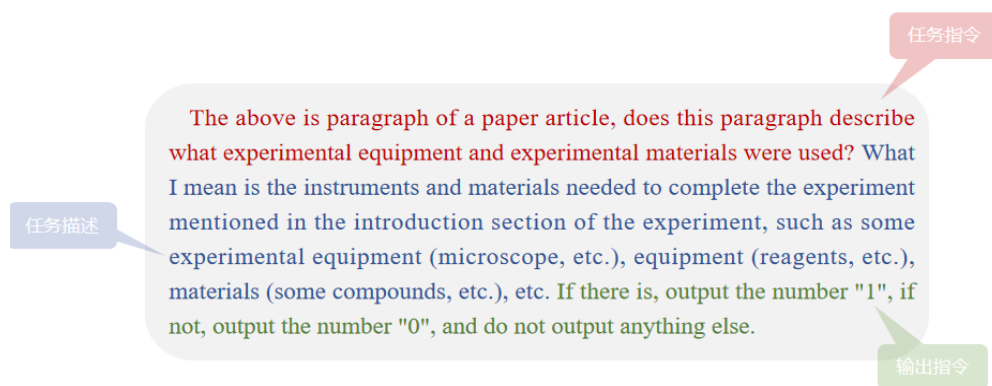 任务指令
The above is paragraph of a paper article, does this paragraph describe
what experimental equipment and experimental materials were used? What
I mean is the instruments and materials needed to complete the experiment
mentioned in the introduction section of the experiment, such as some
任务描述
experimental equipment (microscope, etc.), equipment (reagents, etc.),
materials (some compounds, etc.), etc. If there is, output the number "1", if
not, output the number "0", and do not output anything else.
输出指令